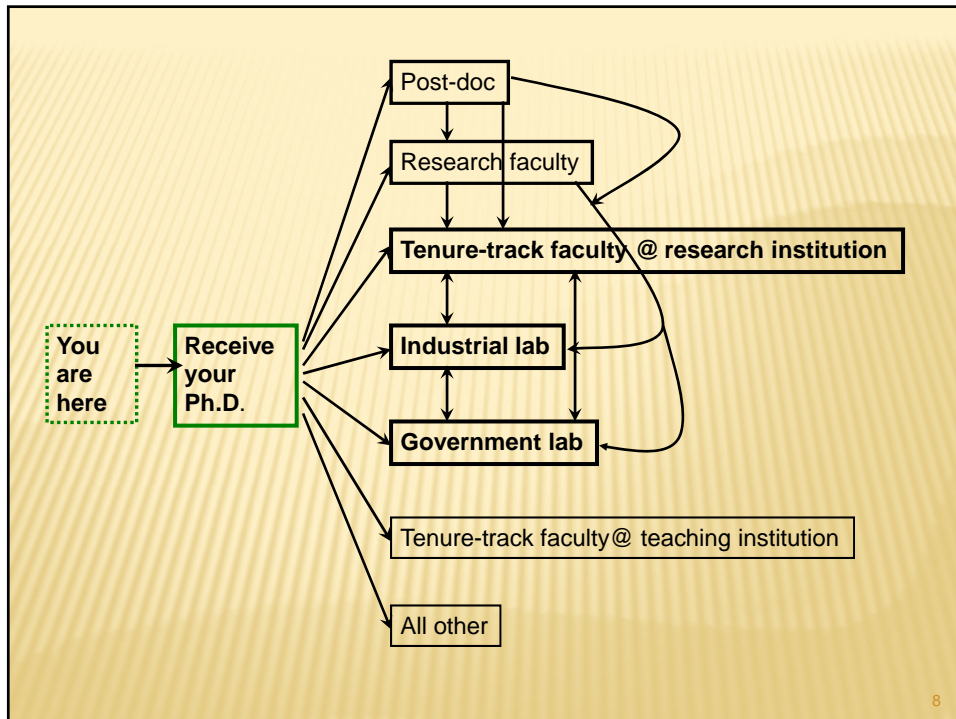 Post-doc
Research faculty
Tenure-track faculty @ research institution
You
are
here
Receive
your
Ph.D.
Industrial lab
Government lab
Tenure-track faculty@ teaching institution
All other
8